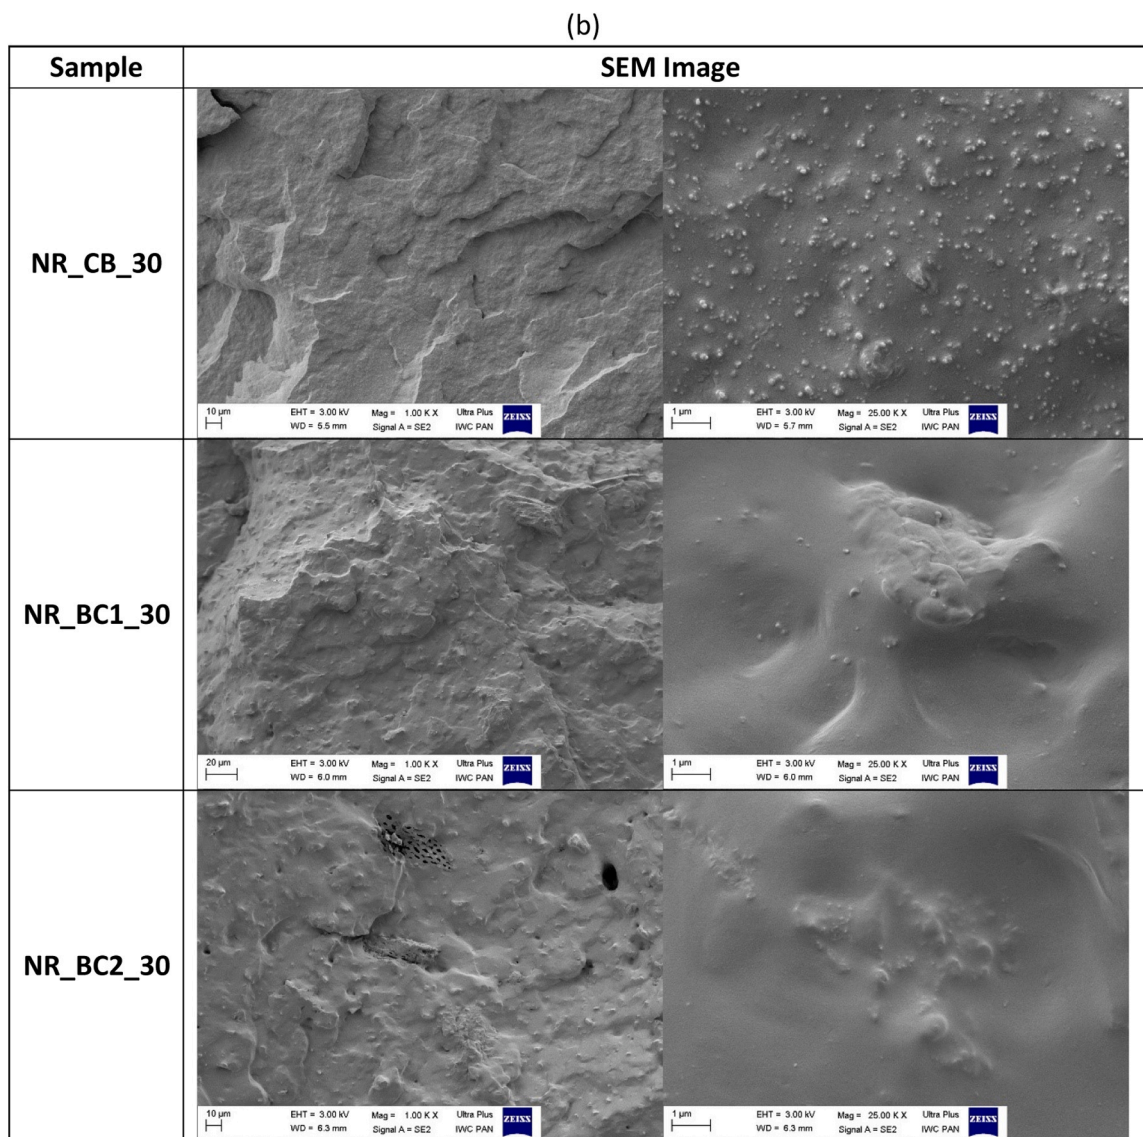 (b)
Sample SEM Image
NR_CB_30
10 µm EHT = 3.00 kV Mag = 1.00 K X Ultra Plus ZEISS
WD = 5.5 mm Signal A = SE2 IWC PAN
1 µm EHT = 3.00 kV Mag = 25.00 K X Ultra Plus ZEISS
WD = 5.7 mm Signal A = SE2 IWC PAN
NR_BC1_30
20 µm EHT = 3.00 kV Mag = 1.00 K X Ultra Plus ZEISS
WD = 6.0 mm Signal A = SE2 IWC PAN
1 µm EHT = 3.00 kV Mag = 25.00 K X Ultra Plus ZEISS
WD = 6.0 mm Signal A = SE2 IWC PAN
NR_BC2_30
10 µm EHT = 3.00 kV Mag = 1.00 K X Ultra Plus ZEISS
WD = 6.3 mm Signal A = SE2 IWC PAN
1 µm EHT = 3.00 kV Mag = 25.00 K X Ultra Plus ZEISS
WD = 6.3 mm Signal A = SE2 IWC PAN